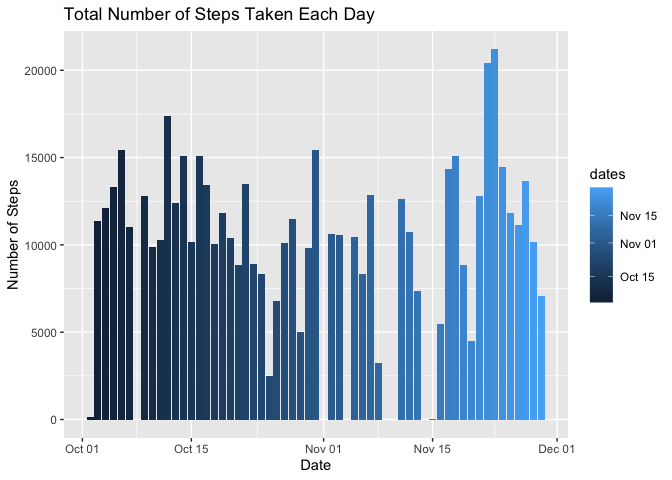 Total Number of Steps Taken Each Day
Number of Steps
20000
15000
10000
5000
0
Oct 01
Oct 15
Nov 01
Nov 15
Dec 01
Date
dates
Nov 15
Nov 01
Oct 15